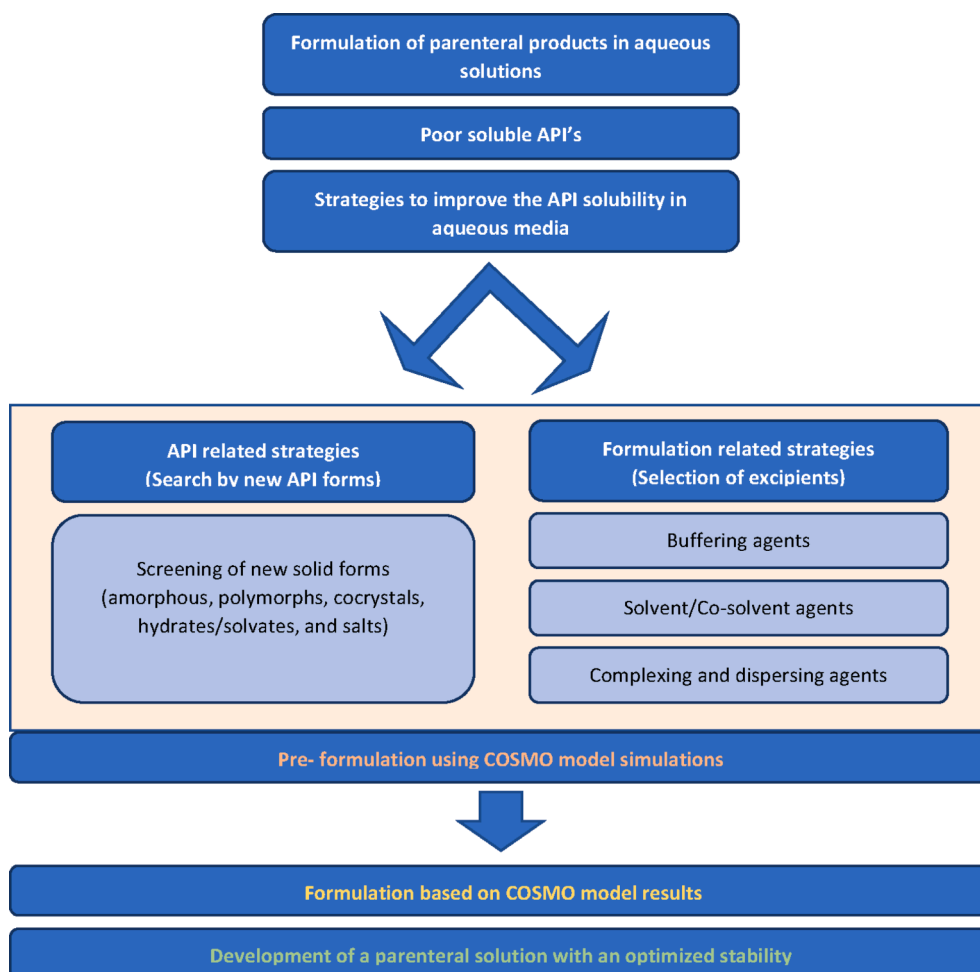 Formulation of parenteral products in aqueous
solutions
Poor soluble API's
Strategies to improve the API solubility in
aqueous media
API related strategies
(Search by new API forms)
Screening of new solid forms
(amorphous, polymorphs, cocrystals,
hydrates/solvates, and salts)
Formulation related strategies
(Selection of excipients)
Buffering agents
Solvent/Co-solvent agents
Complexing and dispersing agents
Pre- formulation using COSMO model simulations
Formulation based on COSMO model results
Development of a parenteral solution with an optimized stability